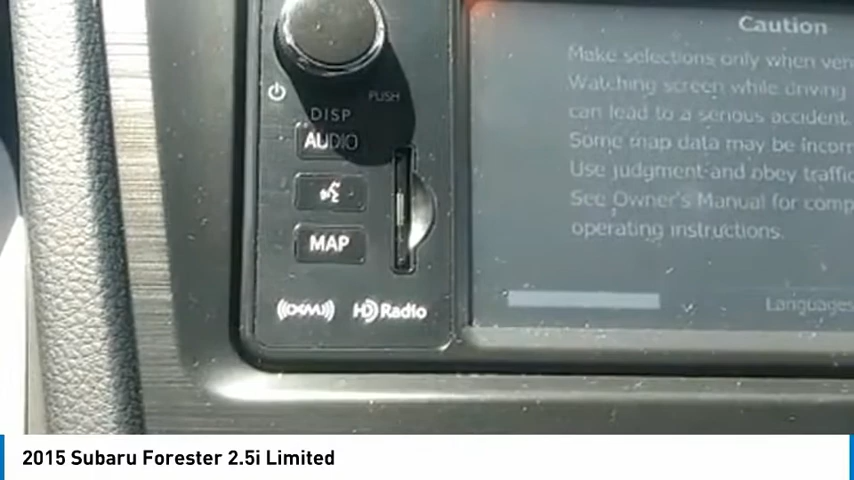 Caution
Make selections only when
Watching screen while driving
can lead to a serious accident.
Some map data may be
Use judgment and obey
See Owner's Manual for
operating instructions.
Languages
PUSH
DISP
AUDIO
MAP
((XM))
HD Radio
2015 Subaru Forester 2.5i Limited